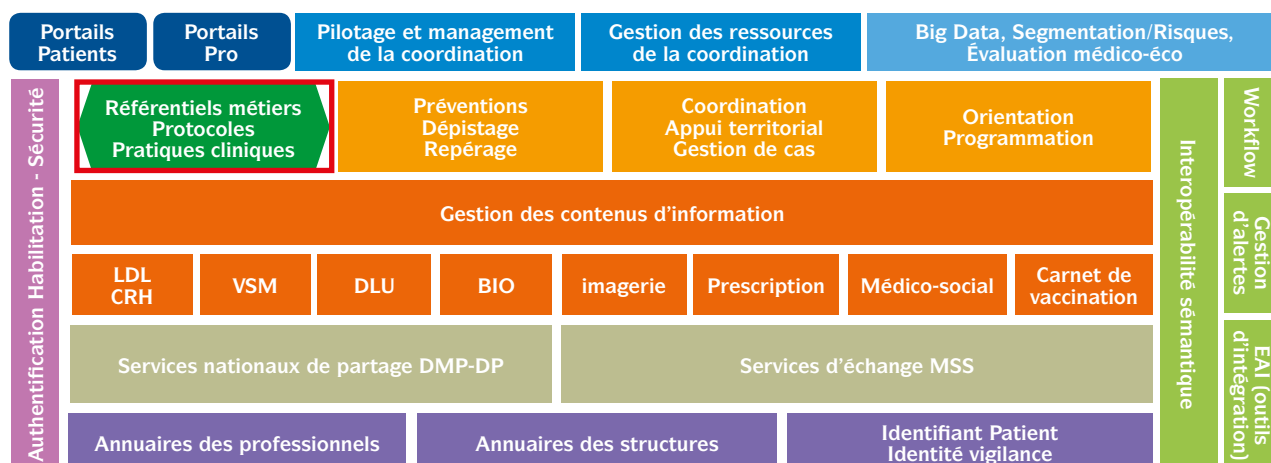 Portails
Patients
Portails
Pro
Pilotage et management
de la coordination
Gestion des ressources
de la coordination
Big Data, Segmentation/Risques,
Évaluation médico-éco
Authentification Habilitation - Sécurité
Référentiels métiers
Protocoles
Pratiques cliniques
Préventions
Dépistage
Repérage
Coordination
Appui territorial
Gestion de cas
Orientation
Programmation
Interopérabilité sémantique
Workflow
Gestion
d'alertes
EAI (outils
d'intégration)
Gestion des contenus d'information
LDL
CRH
VSM
DLU
BIO
imagerie
Prescription
Médico-social
Carnet de
vaccination
Services nationaux de partage DMP-DP
Services d'échange MSS
Annuaires des professionnels
Annuaires des structures
Identifiant Patient
Identité vigilance